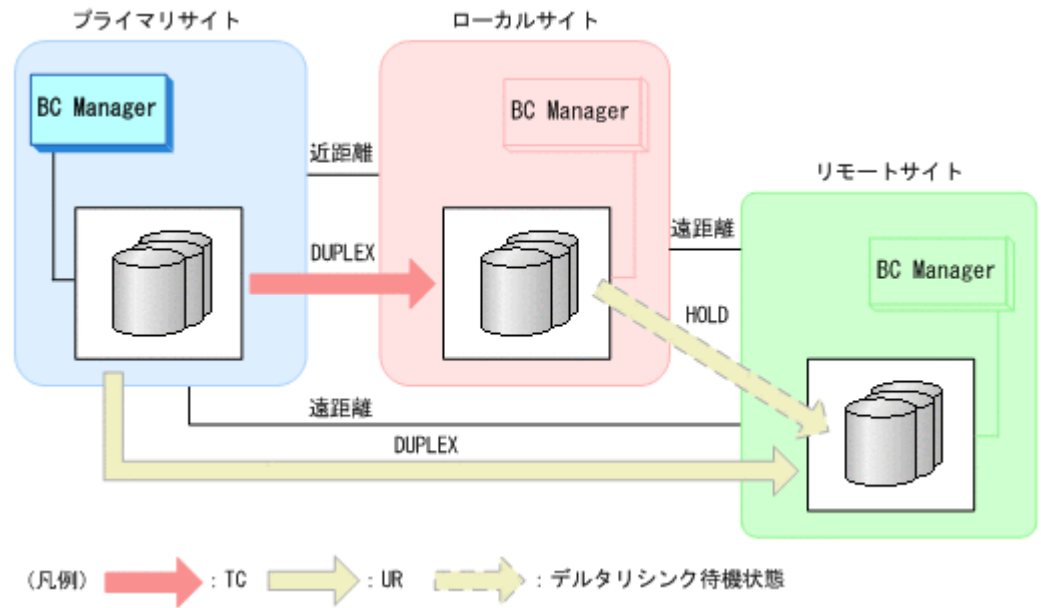 プライマリサイト
ローカルサイト
BC Manager
BC Manager
近距離
リモートサイト
遠距離
DUPLEX
BC Manager
HOLD
遠距離
DUPLEX
(凡例) : TC : UR : デルタリシンク待機状態